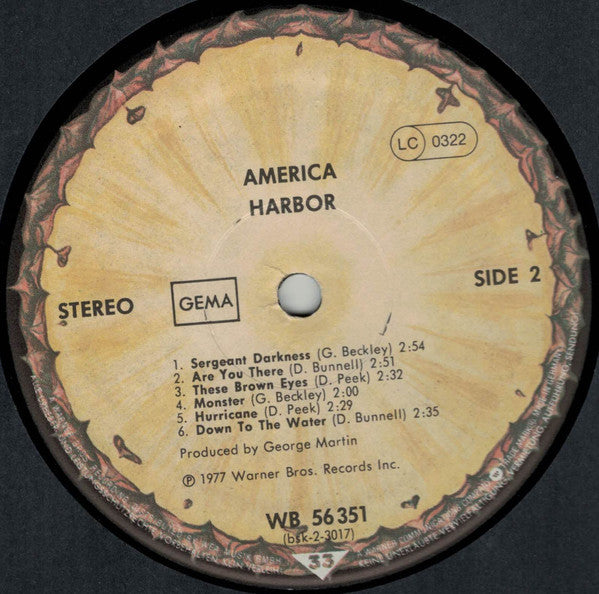 LC 0322
AMERICA
HARBOR
STEREO
GEMA
SIDE 2
1. Sergeant Darkness (G. Beckley) 2:54
2. Are You There (D. Bunnell) 2:51
3. These Brown Eyes (D. Peek) 2:32
4. Monster (G. Beckley) 2:00
5. Hurricane (D. Peek) 2:29
6. Down To The Water (D. Bunnell) 2:35
Produced by George Martin
℗ 1977 Warner Bros. Records Inc.
WB 56 351
(bsk-2-3017)
33